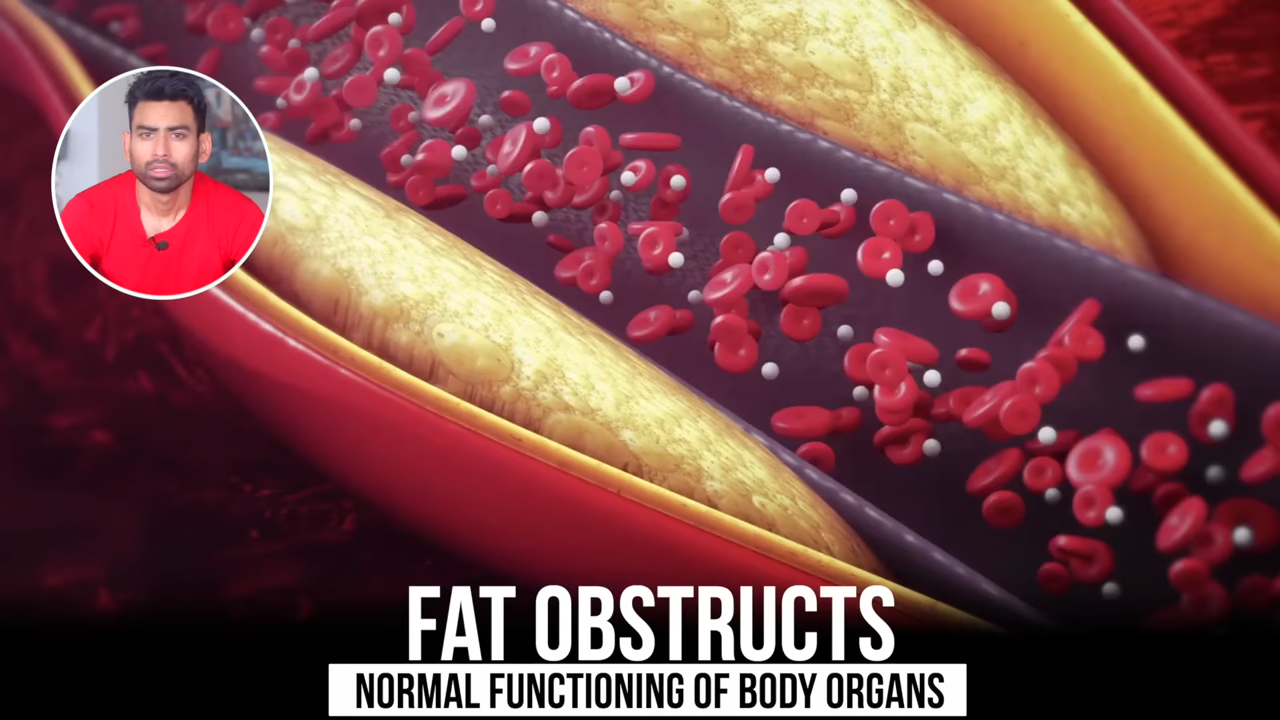 FAT OBSTRUCTS
NORMAL FUNCTIONING OF BODY ORGANS